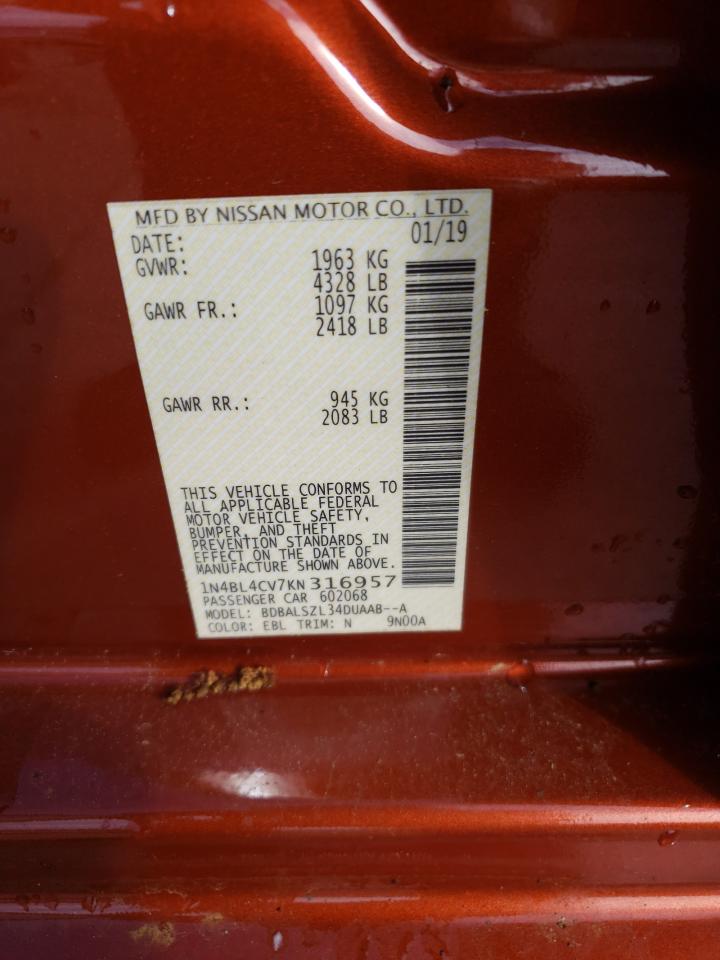 MFD BY NISSAN MOTOR CO., LTD.
DATE: 01/19
GVWR: 1963 KG
4328 LB
GAWR FR.: 1097 KG
2418 LB
GAWR RR.: 945 KG
2083 LB
THIS VEHICLE CONFORMS TO
ALL APPLICABLE FEDERAL
MOTOR VEHICLE SAFETY,
BUMPER, AND THEFT
PREVENTION STANDARDS IN
EFFECT ON THE DATE OF
MANUFACTURE SHOWN ABOVE.
1N4BL4CV7KN316957
PASSENGER CAR 602068
MODEL: BDBALSZL34DUAAB--A
COLOR: EBL TRIM: N 9N00A